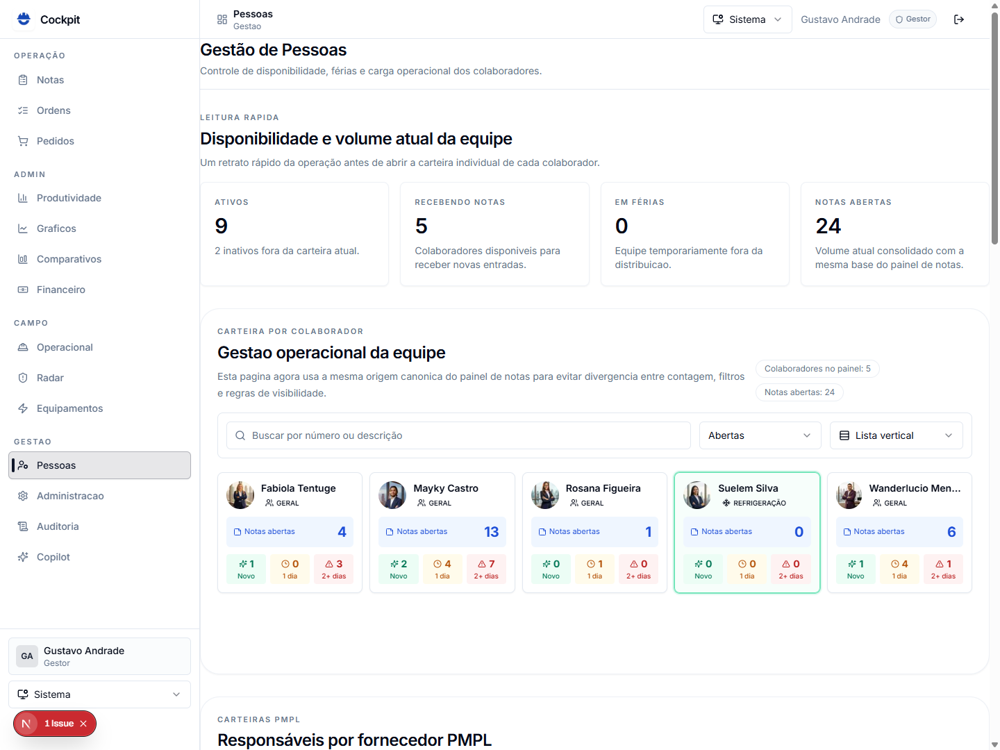 Cockpit
OPERAÇÃO
Notas
Ordens
Pedidos
ADMIN
Produtividade
Graficos
Comparativos
Financeiro
CAMPO
Operacional
Radar
Equipamentos
GESTAO
Pessoas
Administracao
Auditoria
Copilot
GA
Gustavo Andrade
Gestor
Sistema
N
1 Issue
Pessoas
Gestao
Sistema
Gustavo Andrade
Gestor
Gestão de Pessoas
Controle de disponibilidade, férias e carga operacional dos colaboradores.
LEITURA RAPIDA
Disponibilidade e volume atual da equipe
Um retrato rápido da operação antes de abrir a carteira individual de cada colaborador.
ATIVOS
9
2 inativos fora da carteira atual.
RECEBENDO NOTAS
5
Colaboradores disponiveis para
receber novas entradas.
EM FÉRIAS
0
Equipe temporariamente fora da
distribuicao.
NOTAS ABERTAS
24
Volume atual consolidado com a
mesma base do painel de notas.
CARTEIRA POR COLABORADOR
Gestao operacional da equipe
Esta pagina agora usa a mesma origem canonica do painel de notas para evitar divergencia entre contagem, filtros
e regras de visibilidade.
Colaboradores no painel: 5
Notas abertas: 24
Buscar por número ou descrição
Abertas
Lista vertical
Fabiola Tentuge
GERAL
Notas abertas 4
1 0 3
Novo 1 dia 2+ dias
Mayky Castro
GERAL
Notas abertas 13
2 4 7
Novo 1 dia 2+ dias
Rosana Figueira
GERAL
Notas abertas 1
0 1 0
Novo 1 dia 2+ dias
Suelem Silva
REFRIGERAÇÃO
Notas abertas 0
0 0 0
Novo 1 dia 2+ dias
Wanderlucio Men...
GERAL
Notas abertas 6
1 4 1
Novo 1 dia 2+ dias
CARTEIRAS PMPL
Responsáveis por fornecedor PMPL